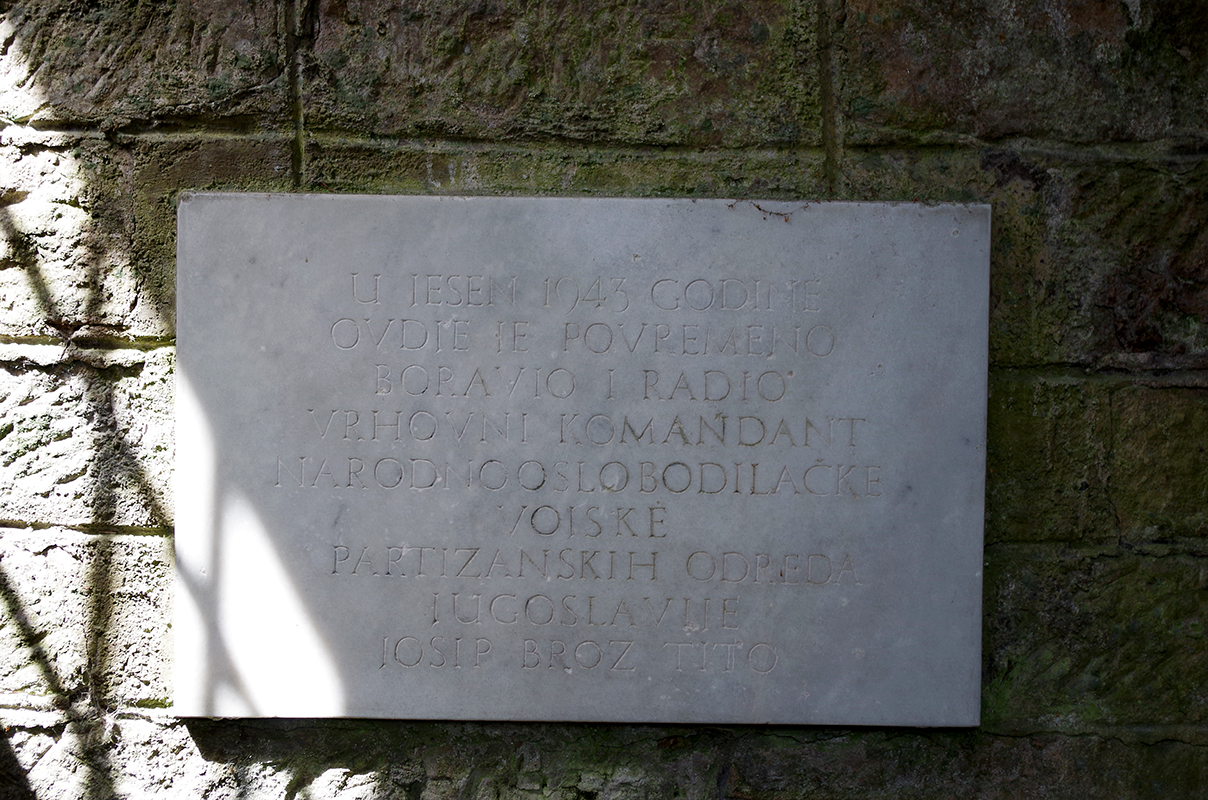 U JESEN 1943 GODINE
OVDJE JE POVREMENO
BORAVIO I RADIO
VRHOVNI KOMANDANT
NARODNOOSLOBODILAČKE
VOJSKE
PARTIZANSKIH ODREDA
JUGOSLAVIJE
JOSIP BROZ TITO